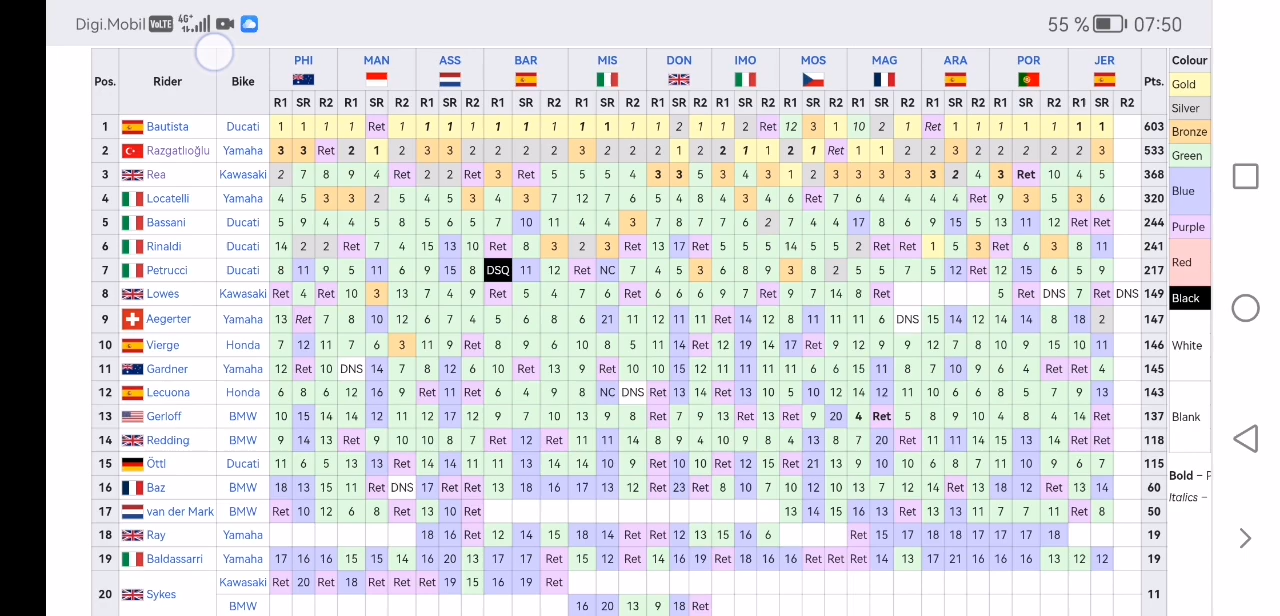 Digi.Mobil VoLTE 4G+ 55 % 07:50
Pos. Rider Bike PHI MAN ASS BAR MIS DON IMO MOS MAG ARA POR JER Pts. Colour
R1 SR R2 R1 SR R2 R1 SR R2 R1 SR R2 R1 SR R2 R1 SR R2 R1 SR R2 R1 SR R2 R1 SR R2 R1 SR R2 R1 SR R2 R1 SR R2
1 Bautista Ducati 1 1 1 1 Ret 1 1 1 1 1 1 1 1 1 1 1 2 1 1 2 Ret 12 3 1 10 2 1 Ret 1 1 1 1 1 1 1 603
2 Razgatlıoğlu Yamaha 3 3 Ret 2 1 2 3 3 2 2 2 2 3 2 2 2 1 2 2 1 1 2 1 Ret 1 1 2 2 3 2 2 2 2 2 3 533
3 Rea Kawasaki 2 7 8 9 4 Ret 2 2 Ret 3 Ret 5 5 5 4 3 3 5 3 4 3 1 2 3 3 3 3 3 2 4 3 Ret 10 4 5 368
4 Locatelli Yamaha 4 5 3 3 2 5 4 5 3 4 3 7 12 7 6 5 4 8 4 3 4 6 Ret 7 6 4 4 4 4 Ret 9 3 5 3 6 320
5 Bassani Ducati 5 9 4 4 5 8 5 6 5 7 10 11 4 4 3 7 8 7 7 6 2 7 4 4 17 8 6 9 15 5 13 11 12 Ret Ret 244
6 Rinaldi Ducati 14 2 2 Ret 7 4 15 13 10 Ret 8 3 2 3 Ret 13 17 Ret 5 5 5 14 5 5 2 Ret Ret 1 5 3 Ret 6 3 8 11 241
7 Petrucci Ducati 8 11 9 5 11 6 9 15 8 DSQ 11 12 Ret NC 7 4 5 3 6 8 9 3 8 2 5 5 7 5 12 Ret 12 15 6 5 9 217
8 Lowes Kawasaki Ret 4 Ret 10 3 13 7 4 9 Ret 5 4 7 6 Ret 6 6 6 9 7 Ret 9 7 14 8 Ret 5 Ret DNS 7 Ret DNS 149
9 Aegerter Yamaha 13 Ret 7 8 10 12 6 7 4 5 6 8 6 21 11 12 11 11 Ret 14 12 8 11 11 11 6 DNS 15 14 12 14 14 8 18 2 147
10 Vierge Honda 7 12 11 7 6 3 11 9 Ret 8 9 6 10 8 5 11 14 Ret 12 19 14 17 Ret 9 12 9 9 12 7 8 10 9 15 10 11 146
11 Gardner Yamaha 12 Ret 10 DNS 14 7 8 12 6 10 Ret 13 9 Ret 10 10 15 12 11 11 11 11 6 6 15 11 8 7 10 9 6 4 Ret Ret 4 145
12 Lecuona Honda 6 8 6 12 16 9 Ret 11 Ret 6 4 9 8 NC DNS Ret 13 14 Ret 13 10 5 10 12 14 12 11 10 6 6 8 5 7 9 13 143
13 Gerloff BMW 10 15 14 14 12 11 12 17 12 9 7 10 13 9 8 Ret 7 9 13 Ret 13 Ret 9 20 4 Ret 5 8 9 10 4 8 4 14 Ret 137
14 Redding BMW 9 14 13 Ret 9 10 10 8 7 Ret 12 Ret 11 11 14 8 9 4 10 9 8 4 13 8 7 20 Ret 11 11 14 15 13 14 Ret Ret 118
15 Öttl Ducati 11 6 5 13 13 Ret 14 14 11 11 13 14 14 10 9 Ret 10 10 Ret 12 15 Ret 21 13 9 10 10 6 8 7 11 10 9 6 7 115
16 Baz BMW 18 13 15 11 Ret DNS 17 Ret Ret 13 18 16 17 13 12 Ret 23 Ret 8 10 7 10 12 10 13 7 12 14 Ret 13 18 12 Ret 13 14 60
17 van der Mark BMW Ret 10 12 6 8 Ret 13 10 Ret 13 14 15 16 13 Ret 13 13 11 7 7 11 Ret 8 50
18 Ray Yamaha 18 16 Ret 12 14 15 18 14 Ret Ret 12 13 15 16 6 Ret 15 17 18 18 17 17 17 18 19
19 Baldassarri Yamaha 17 16 16 15 15 14 16 20 13 17 17 Ret 15 12 Ret 14 16 19 Ret 18 16 16 Ret Ret Ret 14 13 17 21 16 16 16 13 12 12 19
20 Sykes Kawasaki Ret 20 Ret 18 Ret Ret Ret 19 15 16 19 Ret 11
BMW 16 20 13 9 18 Ret
Gold
Silver
Bronze
Green
Blue
Purple
Red
Black
White
Blank
Bold –
Italics –